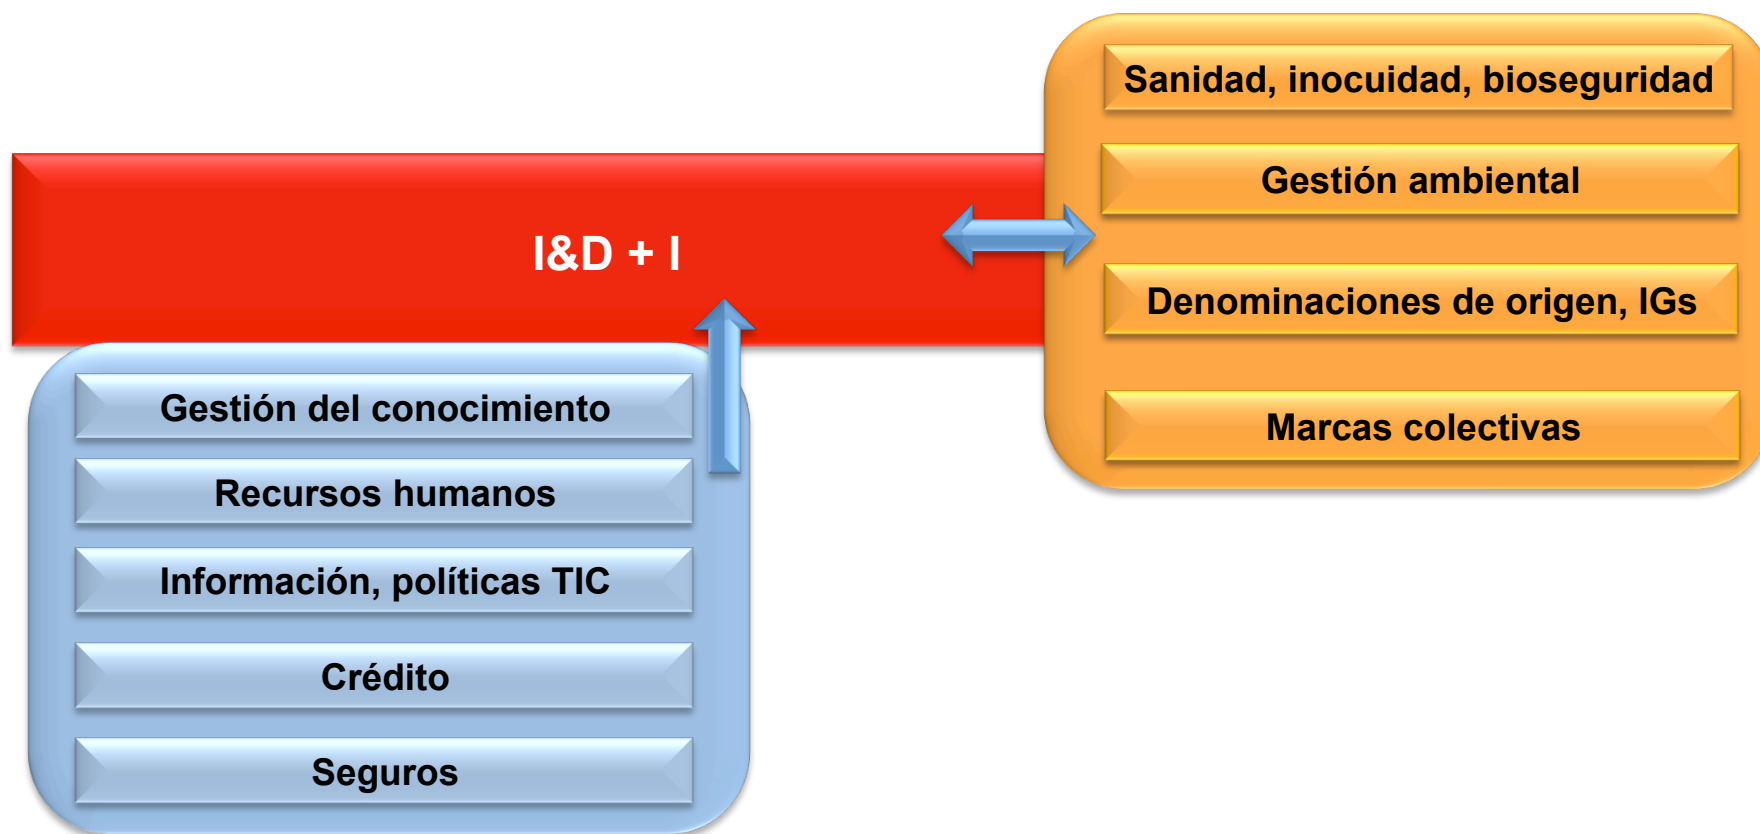 Sanidad, inocuidad, bioseguridad
Gestión ambiental
I&D + I
Denominaciones de origen, IGs
Marcas colectivas
Gestión del conocimiento
Recursos humanos
Información, políticas TIC
Crédito
Seguros